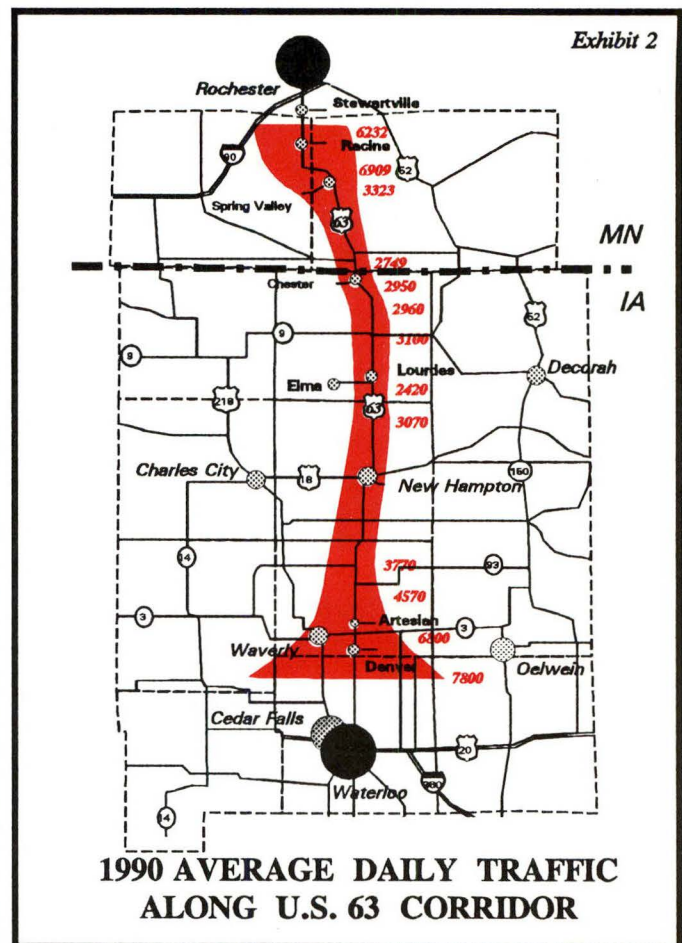 Exhibit 2
Rochester
Stewartville
6232
Racine
90
6909
52
3323
Spring Valley
63
MN
2749
Chester
2950
IA
2960
52
9
3100
9
Lourdes
Decorah
Elma
2420
218
63
3070
Charles City
18
New Hampton
150
14
3770
93
4570
3
Artesian
3
6800
Waverly
Denver
Oelwein
7800
Cedar Falls
20
Waterloo
380
14
1990 AVERAGE DAILY TRAFFIC
ALONG U.S. 63 CORRIDOR